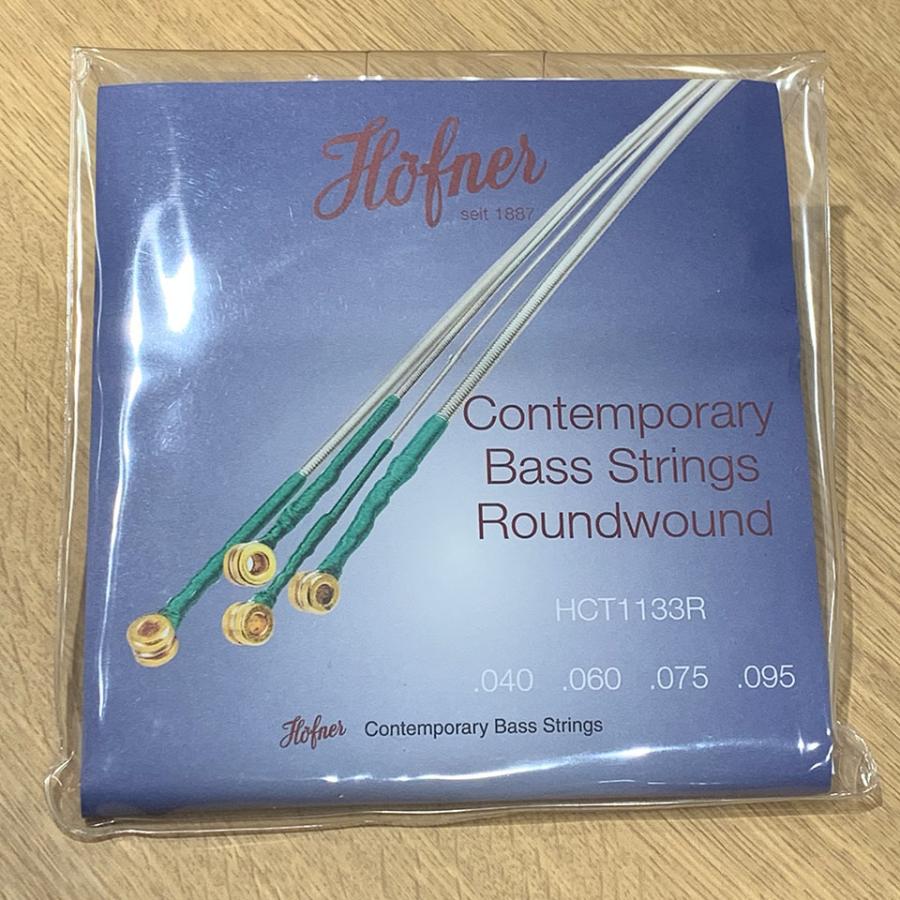 Höfner
seit 1887
Contemporary
Bass Strings
Roundwound
HCT1133R
.040 .060 .075 .095
Höfner Contemporary Bass Strings